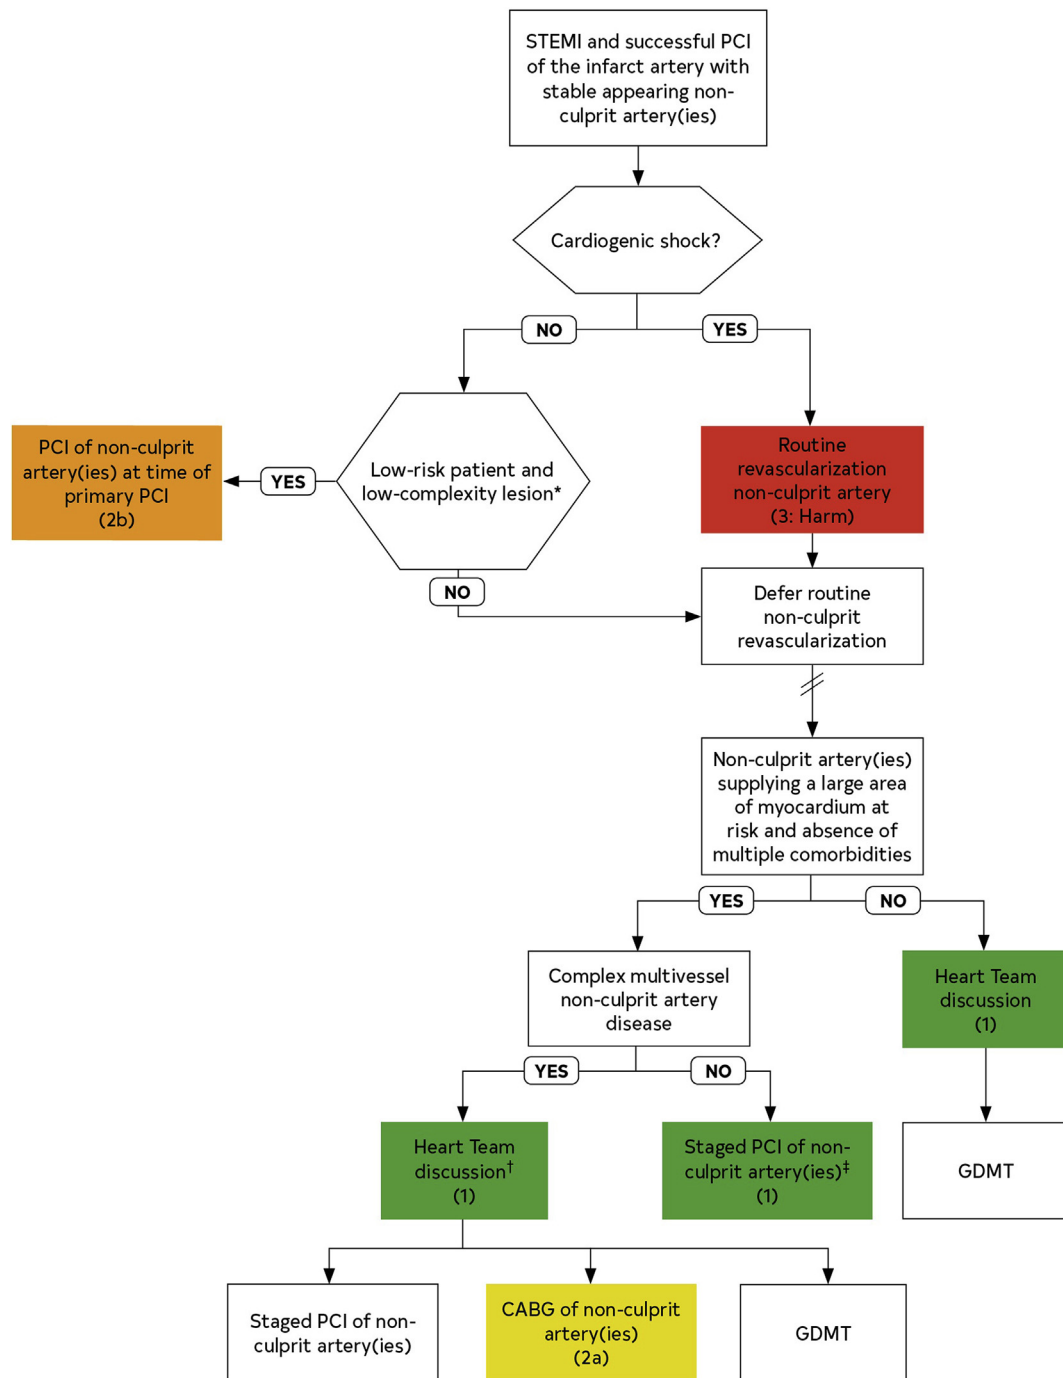 STEMI and successful PCI
of the infarct artery with
stable appearing non-
culprit artery(ies)
Cardiogenic shock?
NO
YES
PCI of non-culprit
artery(ies) at time of
primary PCI
(2b)
YES
Low-risk patient and
low-complexity lesion*
Routine
revascularization
non-culprit artery
(3: Harm)
NO
Defer routine
non-culprit
revascularization
Non-culprit artery(ies)
supplying a large area
of myocardium at
risk and absence of
multiple comorbidities
YES
NO
Complex multivessel
non-culprit artery
disease
Heart Team
discussion
(1)
YES
NO
Heart Team
discussion†
(1)
Staged PCI of non-
culprit artery(ies)‡
(1)
GDMT
Staged PCI of non-
culprit artery(ies)
CABG of non-culprit
artery(ies)
(2a)
GDMT